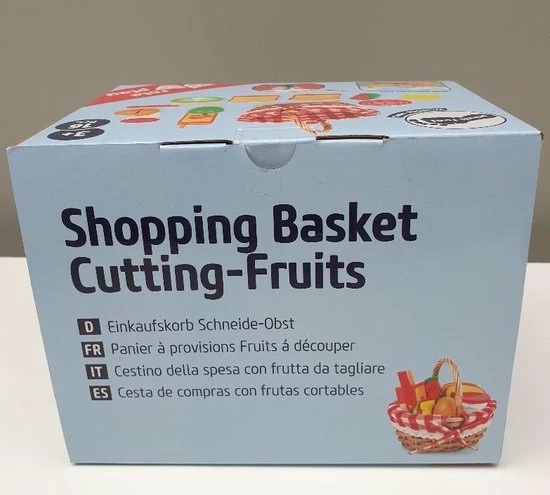 Shopping Basket
Cutting-Fruits
D Einkaufskorb Schneide-Obst
FR Panier à provisions Fruits á découper
IT Cestino della spesa con frutta da tagliare
ES Cesta de compras con frutas cortables